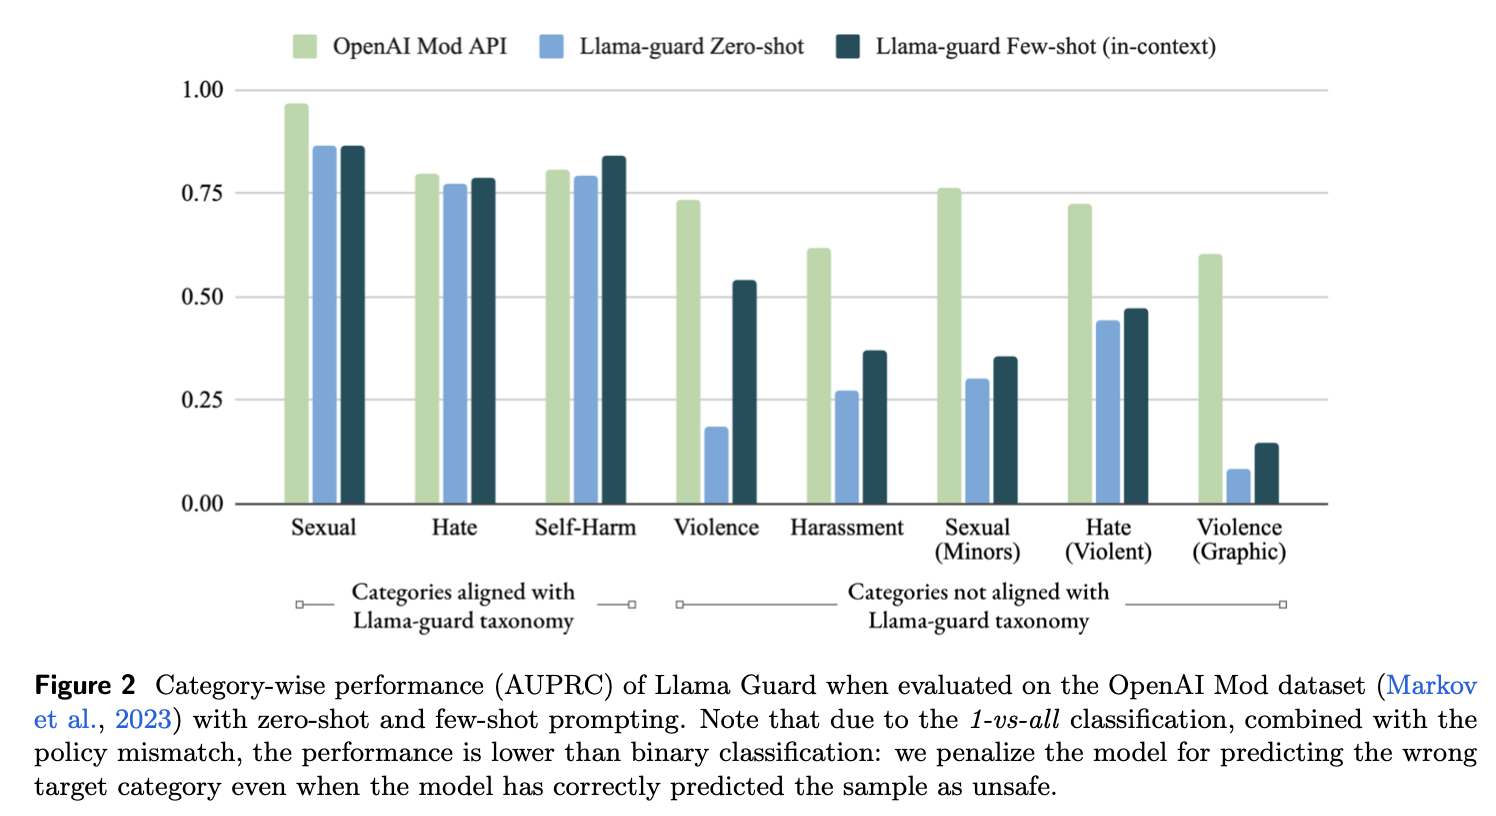 OpenAI Mod API Llama-guard Zero-shot Llama-guard Few-shot (in-context)
1.00
0.75
0.50
0.25
0.00
Sexual Hate Self-Harm Violence Harassment Sexual (Minors) Hate (Violent) Violence (Graphic)
Categories aligned with
Llama-guard taxonomy
Categories not aligned with
Llama-guard taxonomy
Figure 2 Category-wise performance (AUPRC) of Llama Guard when evaluated on the OpenAI Mod dataset (Markov
et al., 2023) with zero-shot and few-shot prompting. Note that due to the 1-vs-all classification, combined with the
policy mismatch, the performance is lower than binary classification: we penalize the model for predicting the wrong
target category even when the model has correctly predicted the sample as unsafe.